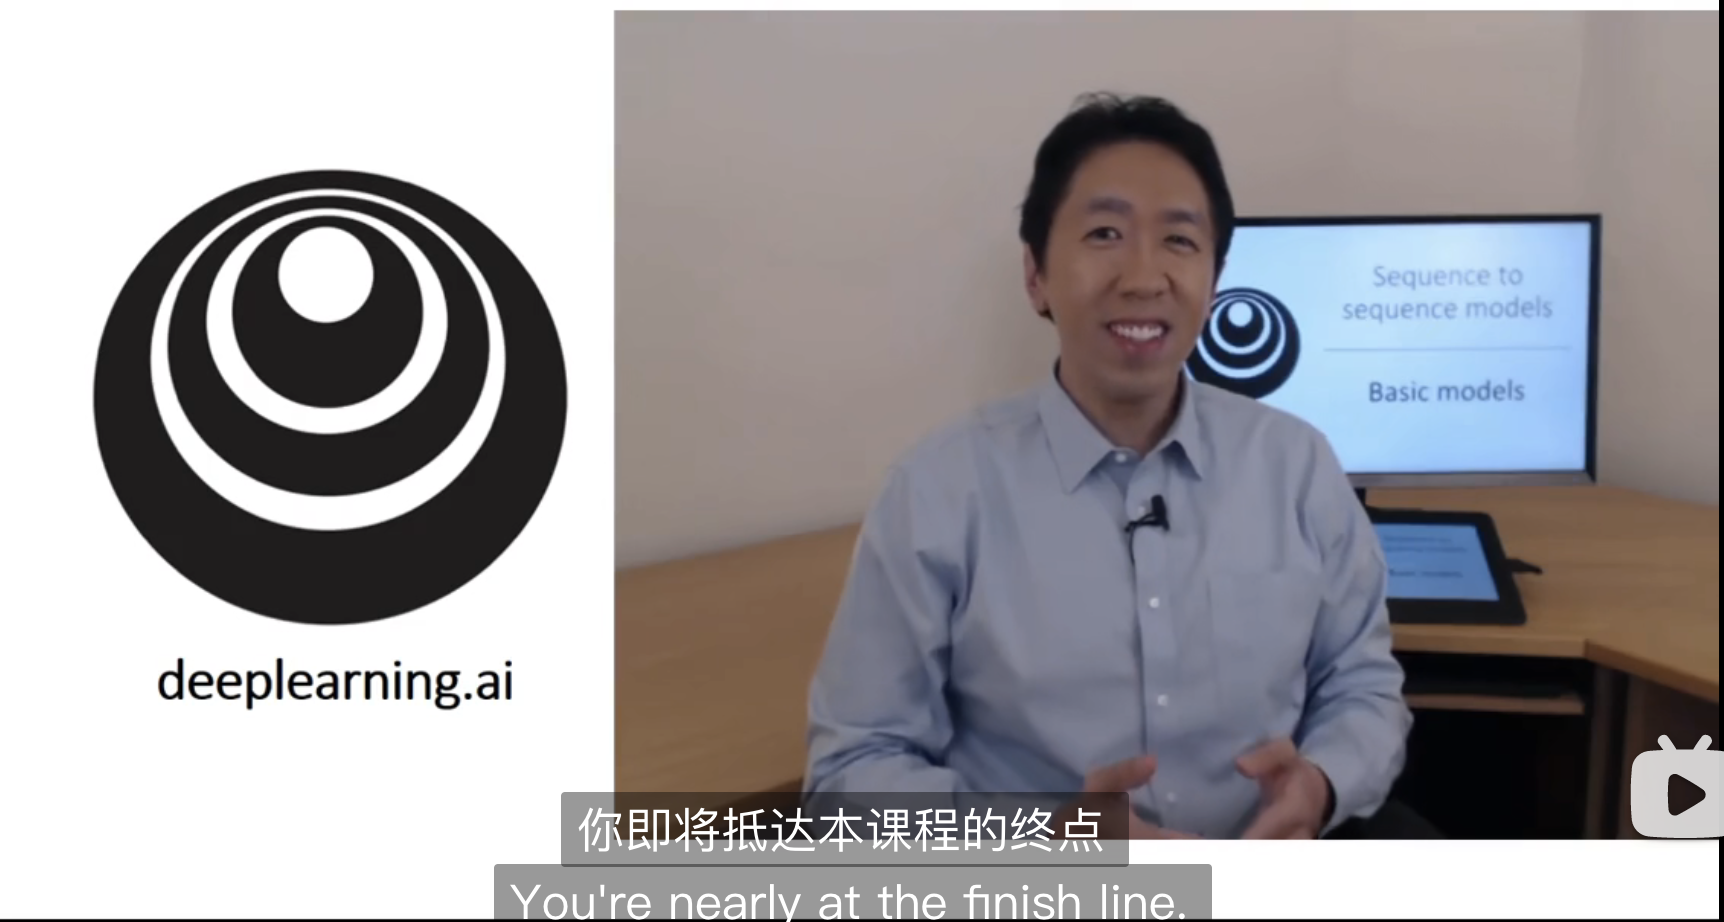 deeplearning.ai
Sequence to
sequence models
Basic models
你即将抵达本课程的终点
You're nearly at the finish line.